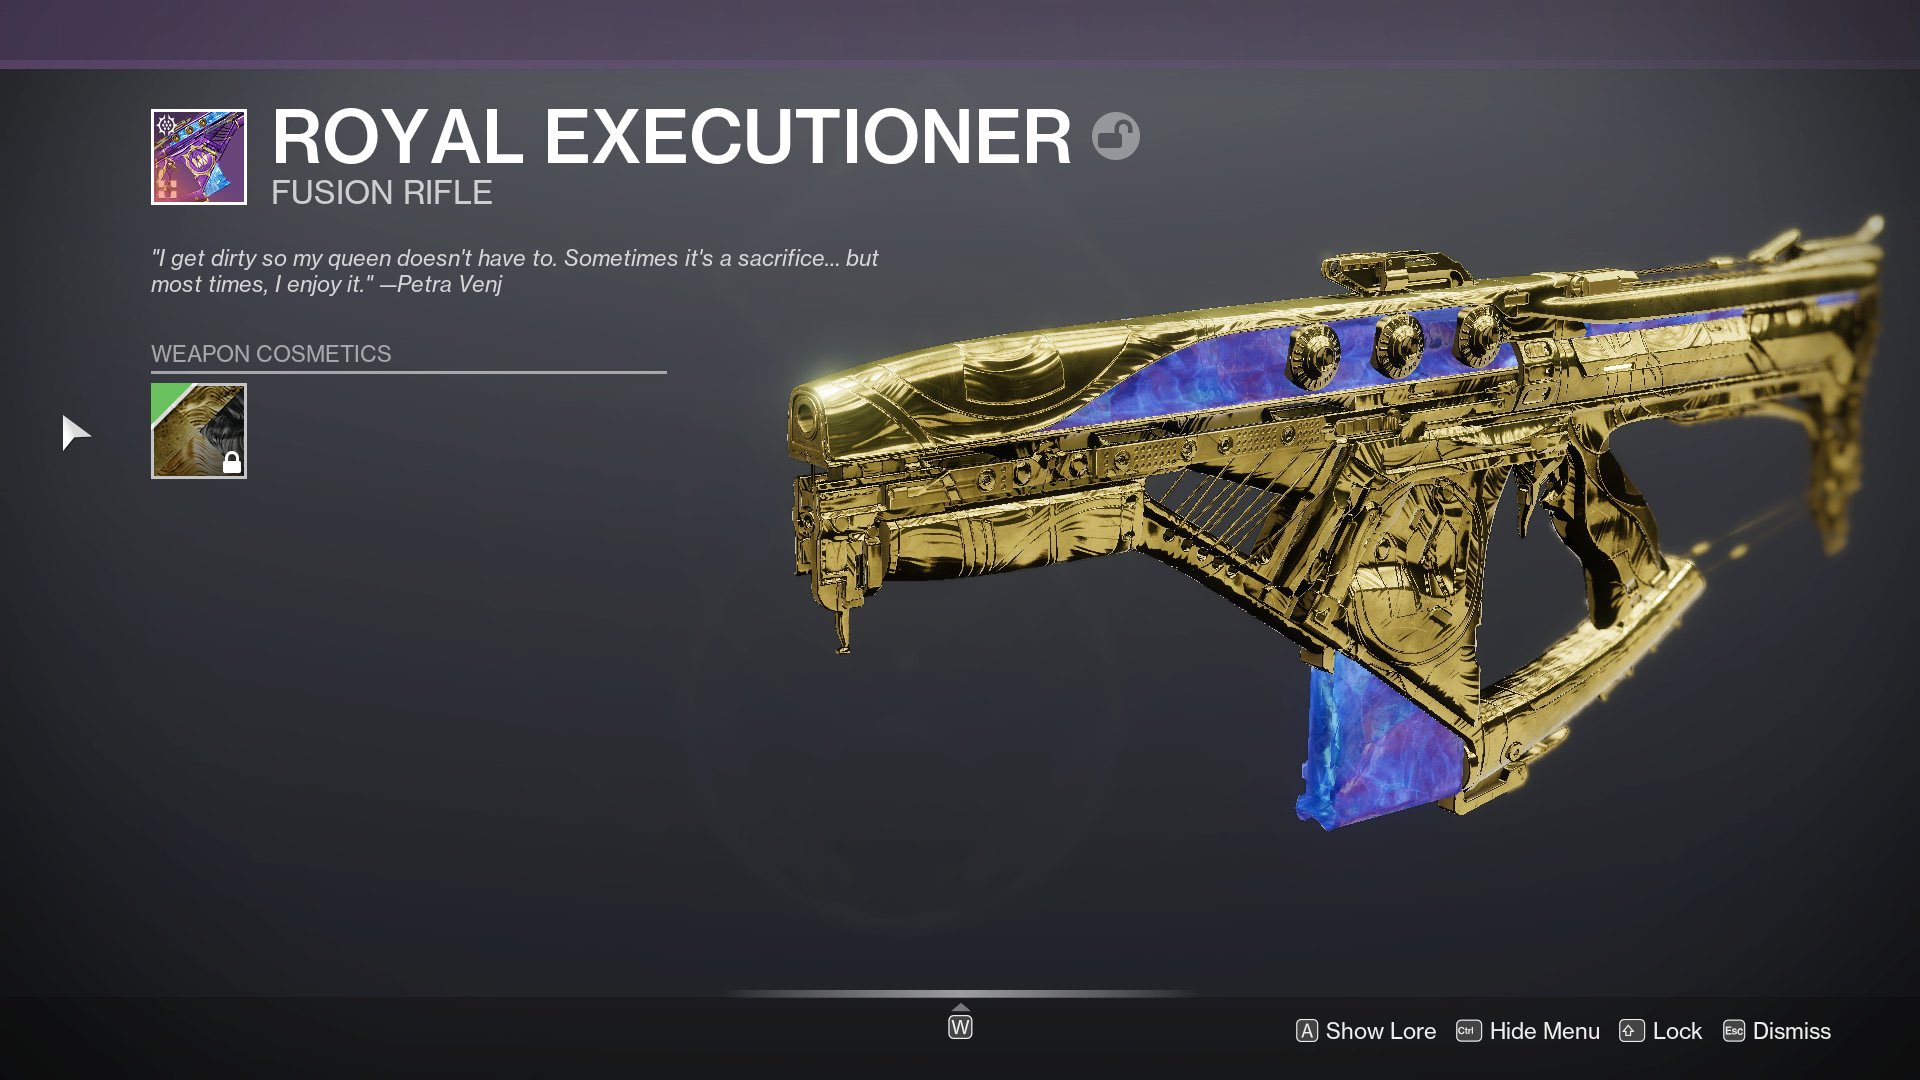 ROYAL EXECUTIONER
FUSION RIFLE
"I get dirty so my queen doesn't have to. Sometimes it's a sacrifice... but
most times, I enjoy it." —Petra Venj
WEAPON COSMETICS
W
A Show Lore Ctrl Hide Menu Lock Esc Dismiss